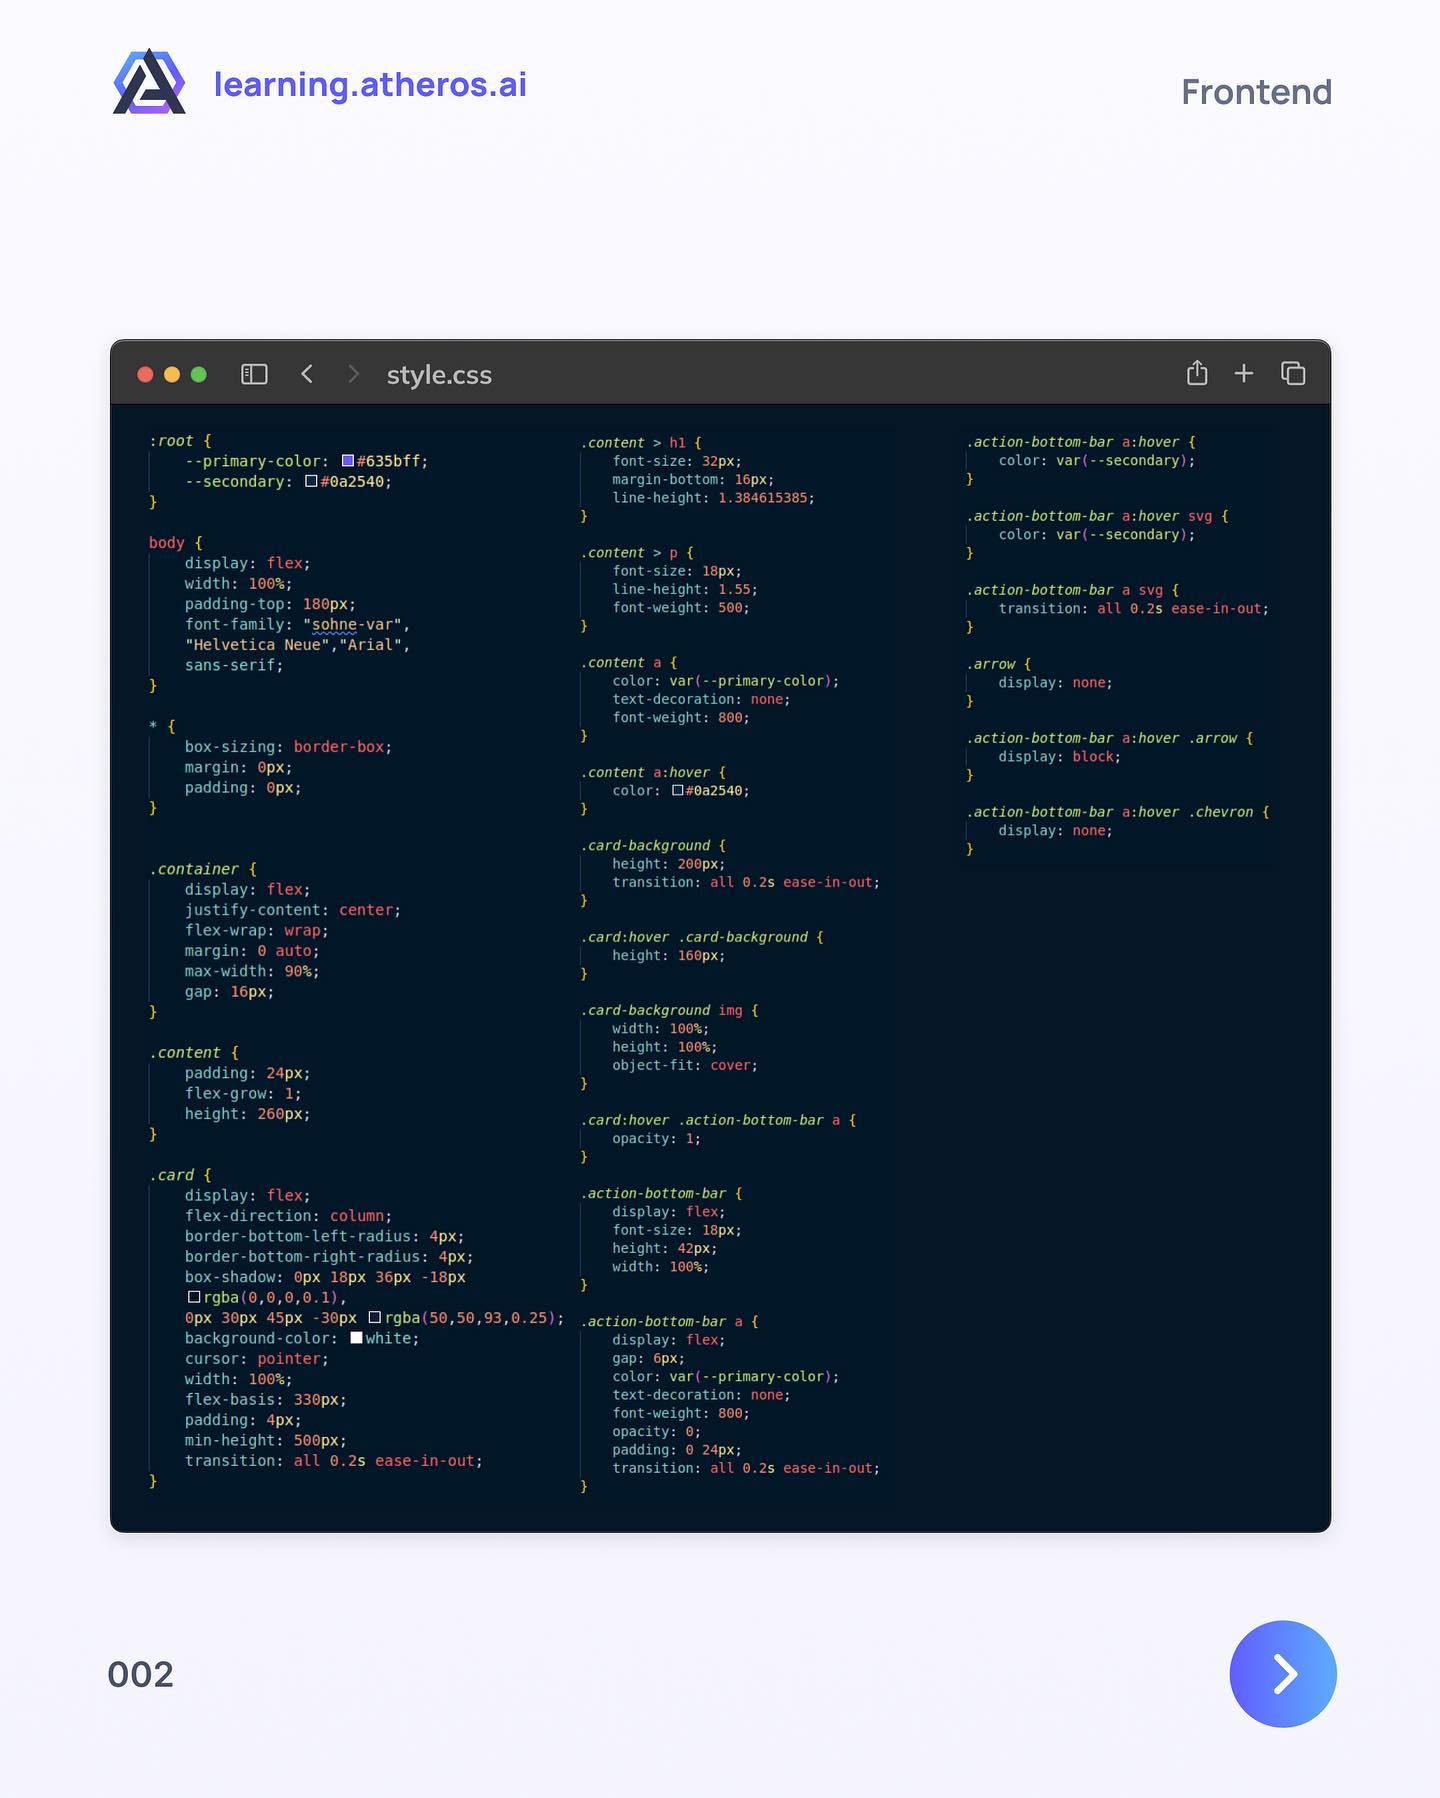 learning.atheros.ai
Frontend
style.css
:root {
    --primary-color: #635bff;
    --secondary: #0a2540;
}
body {
    display: flex;
    width: 100%;
    padding-top: 180px;
    font-family: "sohne-var",
    "Helvetica Neue","Arial",
    sans-serif;
}
* {
    box-sizing: border-box;
    margin: 0px;
    padding: 0px;
}
.container {
    display: flex;
    justify-content: center;
    flex-wrap: wrap;
    margin: 0 auto;
    max-width: 90%;
    gap: 16px;
}
.content {
    padding: 24px;
    flex-grow: 1;
    height: 260px;
}
.card {
    display: flex;
    flex-direction: column;
    border-bottom-left-radius: 4px;
    border-bottom-right-radius: 4px;
    box-shadow: 0px 18px 36px -18px
    rgba(0,0,0,0.1),
    0px 30px 45px -30px rgba(50,50,93,0.25);
    background-color: white;
    cursor: pointer;
    width: 100%;
    flex-basis: 330px;
    padding: 4px;
    min-height: 500px;
    transition: all 0.2s ease-in-out;
}
.content > h1 {
    font-size: 32px;
    margin-bottom: 16px;
    line-height: 1.384615385;
}
.content > p {
    font-size: 18px;
    line-height: 1.55;
    font-weight: 500;
}
.content a {
    color: var(--primary-color);
    text-decoration: none;
    font-weight: 800;
}
.content a:hover {
    color: #0a2540;
}
.card-background {
    height: 200px;
    transition: all 0.2s ease-in-out;
}
.card:hover .card-background {
    height: 160px;
}
.card-background img {
    width: 100%;
    height: 100%;
    object-fit: cover;
}
.card:hover .action-bottom-bar a {
    opacity: 1;
}
.action-bottom-bar {
    display: flex;
    font-size: 18px;
    height: 42px;
    width: 100%;
}
.action-bottom-bar a {
    display: flex;
    gap: 6px;
    color: var(--primary-color);
    text-decoration: none;
    font-weight: 800;
    opacity: 0;
    padding: 0 24px;
    transition: all 0.2s ease-in-out;
}
.action-bottom-bar a:hover {
    color: var(--secondary);
}
.action-bottom-bar a:hover svg {
    color: var(--secondary);
}
.action-bottom-bar a svg {
    transition: all 0.2s ease-in-out;
}
.arrow {
    display: none;
}
.action-bottom-bar a:hover .arrow {
    display: block;
}
.action-bottom-bar a:hover .chevron {
    display: none;
}
002